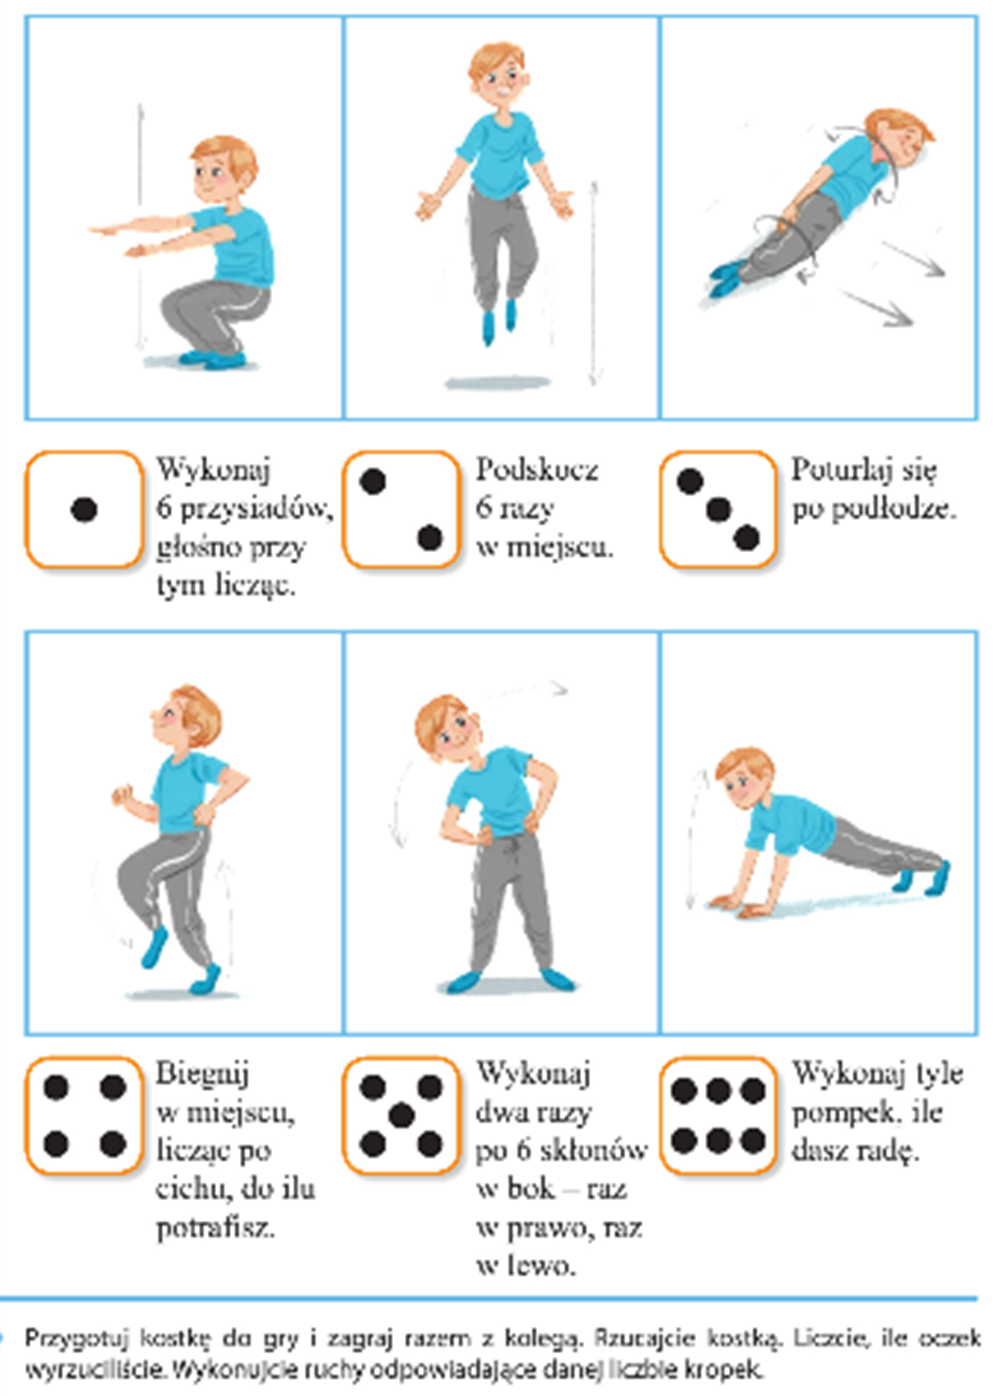 Wykonaj
6 przysiadów,
głośno przy
tym licząc.
Podskocz
6 razy
w miejscu.
Poturlaj się
po podłodze.
Biegnij
w miejscu,
licząc po
cichu, do ilu
potrafisz.
Wykonaj
dwa razy
po 6 skłonów
w bok – raz
w prawo, raz
w lewo.
Wykonaj tyle
pompek, ile
dasz radę.
Przygotuj kostkę do gry i zagraj razem z kolegą. Rzucajcie kostką. Liczcie, ile oczek
wyrzuciliście. Wykonujcie ruchy odpowiadające danej liczbie kropek.